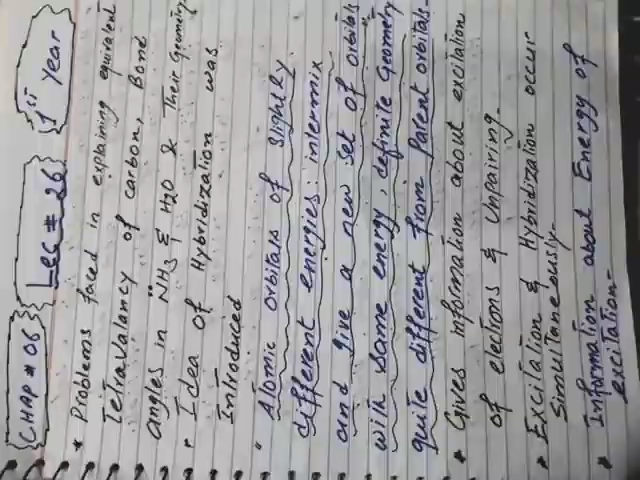 CHAP # 06 Lec # 26 1st year
* Problems faced in explaining equivalent
tetravalancy of carbon, Bond
angles in N̈H3 & H2O & Their Geometry
" Idea of Hybridization was
Introduced
" Atomic orbitals of slightly
different energies intermix
and give a new set of orbitals
with same energy, definite Geometry
quite different from Parent orbitals-
* Gives information about excitation
of electrons & Unpairing-
* Excitation & Hybridization occur
Simultaneously-
* Information about Energy of
excitation-